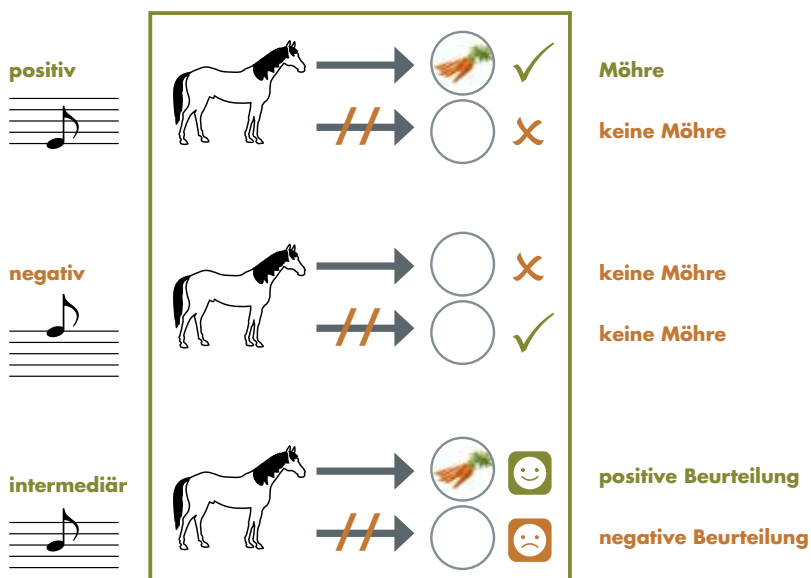 positiv
Möhre
keine Möhre
negativ
keine Möhre
keine Möhre
intermediär
positive Beurteilung
negative Beurteilung